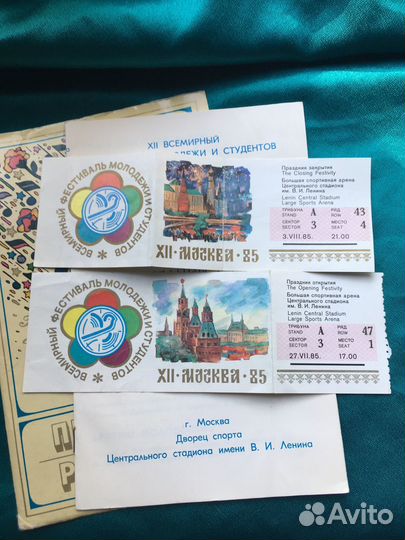 XII ВСЕМИРНЫЙ
И СТУДЕНТОВ
ВСЕМИРНЫЙ ФЕСТИВАЛЬ МОЛОДЕЖИ И СТУДЕНТОВ
XII·МОСКВА·85
Праздник закрытия
The Closing Festivity
Большая спортивная арена
Центрального стадиона
им. В. И. Ленина
Lenin Central Stadium
Large Sports Arena
ТРИБУНА STAND A РЯД ROW 43
СЕКТОР SECTOR 3 МЕСТО SEAT 4
3.VIII.85. 21.00
ВСЕМИРНЫЙ ФЕСТИВАЛЬ МОЛОДЕЖИ И СТУДЕНТОВ
XII·МОСКВА·85
Праздник открытия
The Opening Festivity
Большая спортивная арена
Центрального стадиона
им. В. И. Ленина
Lenin Central Stadium
Large Sports Arena
ТРИБУНА STAND A РЯД ROW 47
СЕКТОР SECTOR 3 МЕСТО SEAT 1
27.VII.85. 17.00
г. Москва
Дворец спорта
Центрального стадиона имени В. И. Ленина
Avito